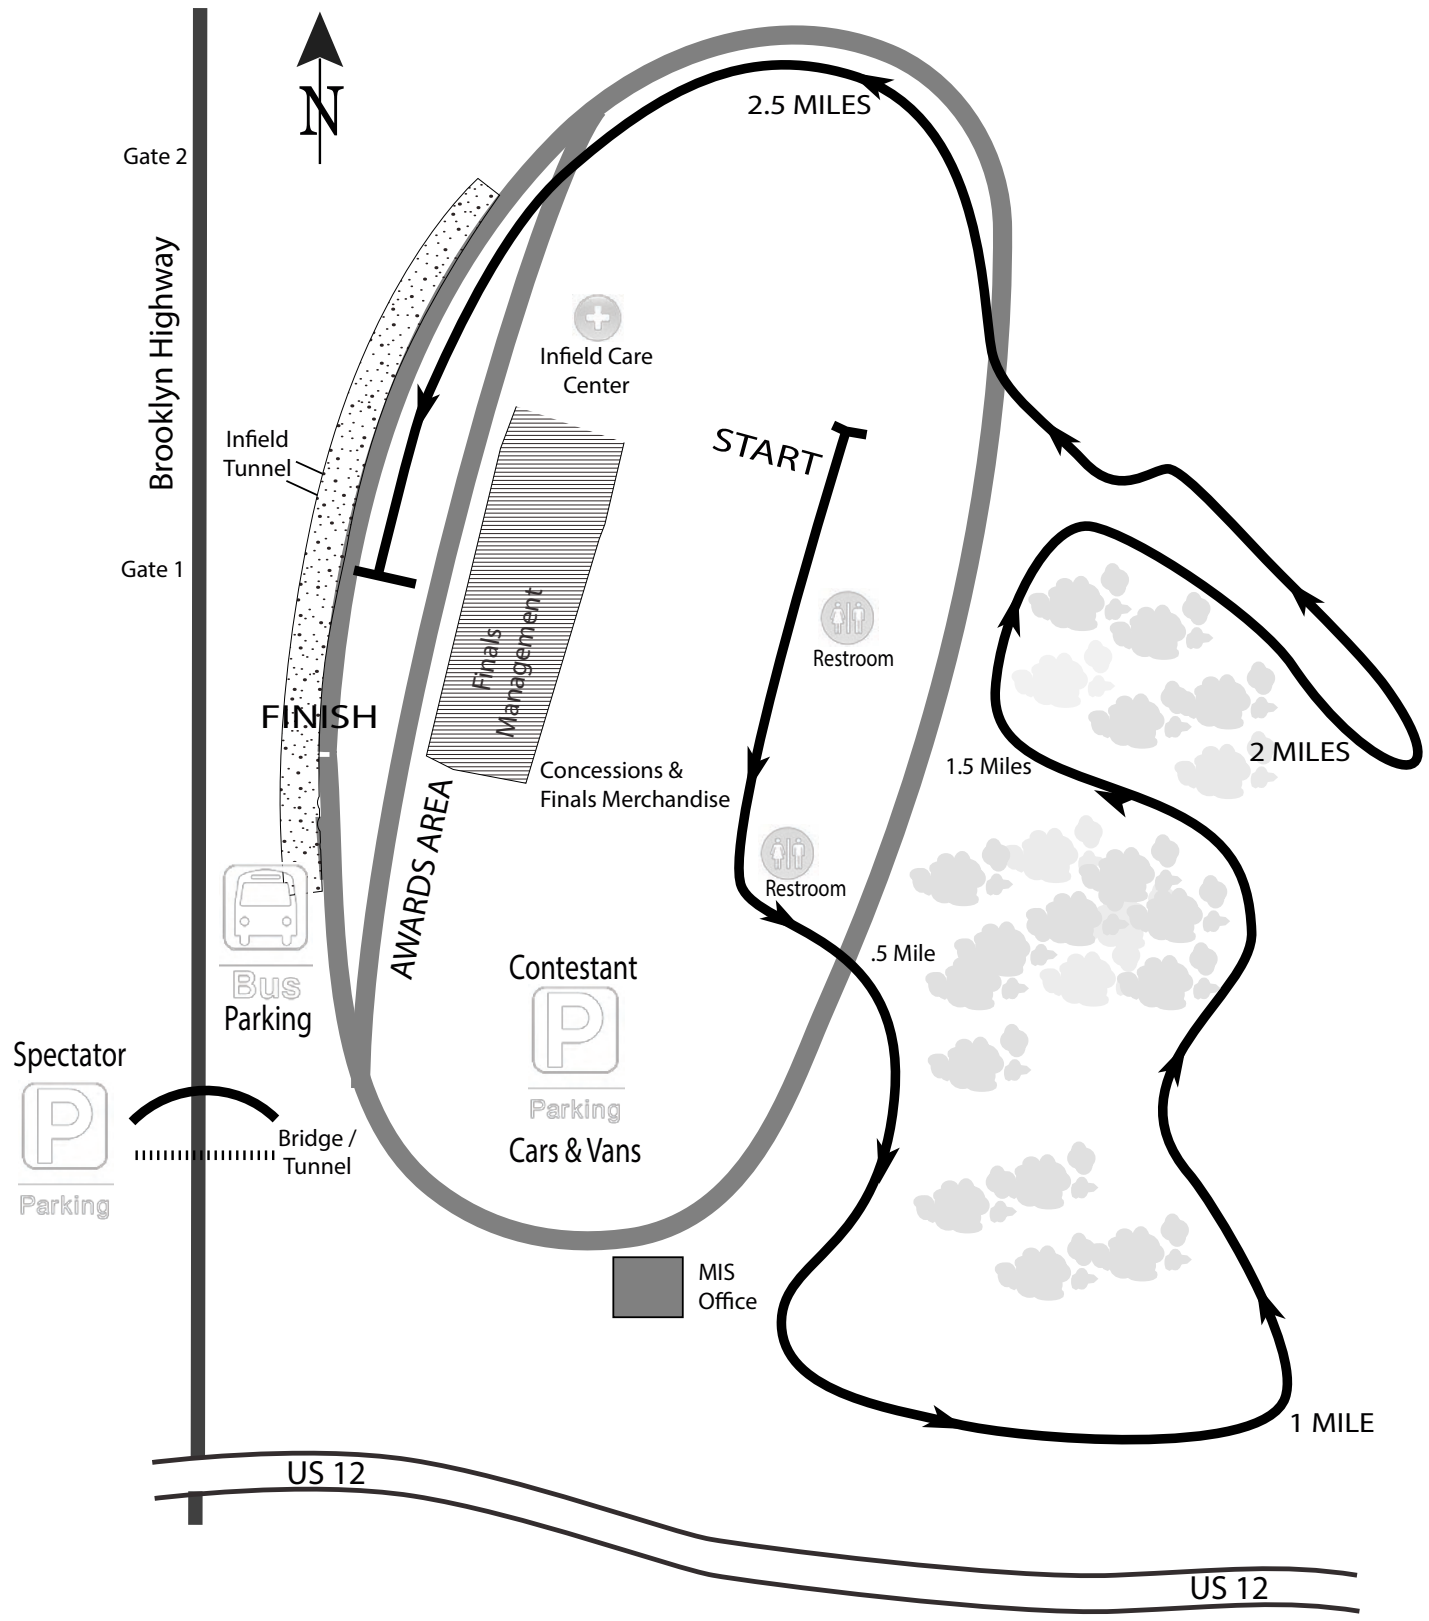 N
2.5 MILES
Gate 2
Brooklyn Highway
Infield Care
Center
START
Infield
Tunnel
Gate 1
Finals
Management
Restroom
FINISH
2 MILES
1.5 Miles
Concessions &
Finals Merchandise
AWARDS AREA
Restroom
.5 Mile
Contestant
P
Parking
Cars & Vans
Bus
Parking
Spectator
P
Parking
Bridge /
Tunnel
MIS
Office
1 MILE
US 12
US 12